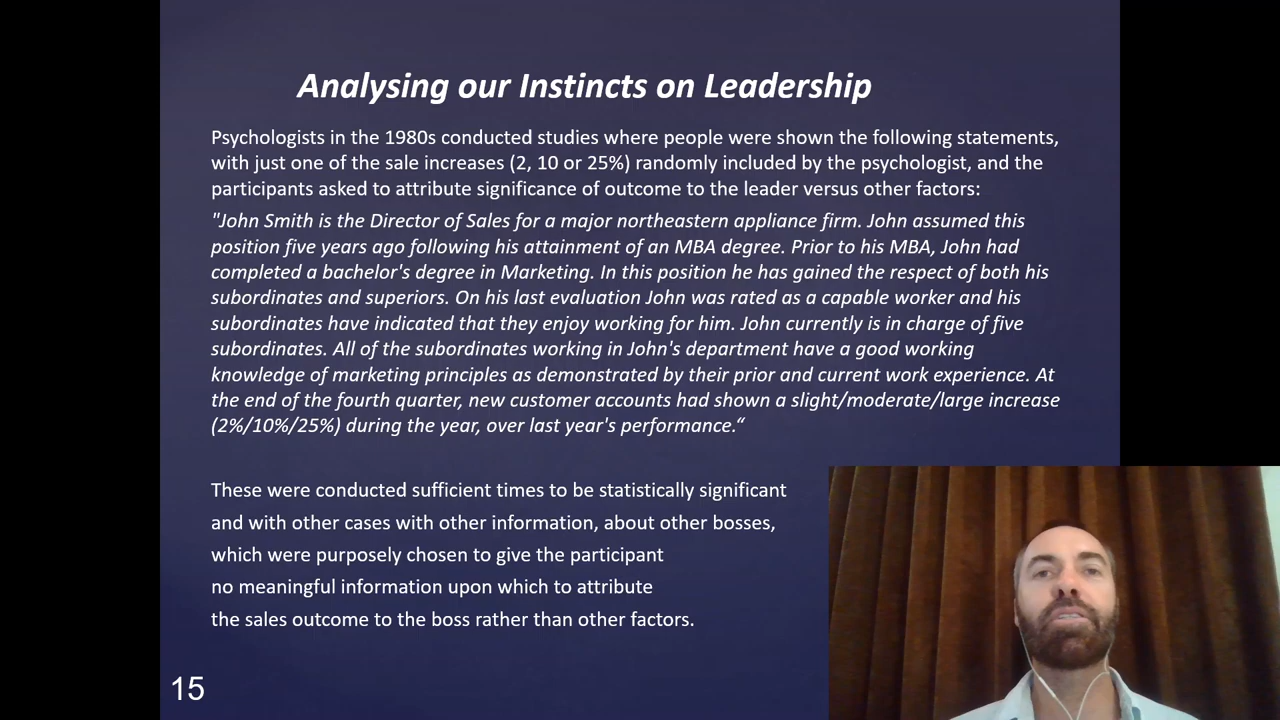 Analysing our Instincts on Leadership
Psychologists in the 1980s conducted studies where people were shown the following statements,
with just one of the sale increases (2, 10 or 25%) randomly included by the psychologist, and the
participants asked to attribute significance of outcome to the leader versus other factors:
"John Smith is the Director of Sales for a major northeastern appliance firm. John assumed this
position five years ago following his attainment of an MBA degree. Prior to his MBA, John had
completed a bachelor's degree in Marketing. In this position he has gained the respect of both his
subordinates and superiors. On his last evaluation John was rated as a capable worker and his
subordinates have indicated that they enjoy working for him. John currently is in charge of five
subordinates. All of the subordinates working in John's department have a good working
knowledge of marketing principles as demonstrated by their prior and current work experience. At
the end of the fourth quarter, new customer accounts had shown a slight/moderate/large increase
(2%/10%/25%) during the year, over last year's performance.“
These were conducted sufficient times to be statistically significant
and with other cases with other information, about other bosses,
which were purposely chosen to give the participant
no meaningful information upon which to attribute
the sales outcome to the boss rather than other factors.
15